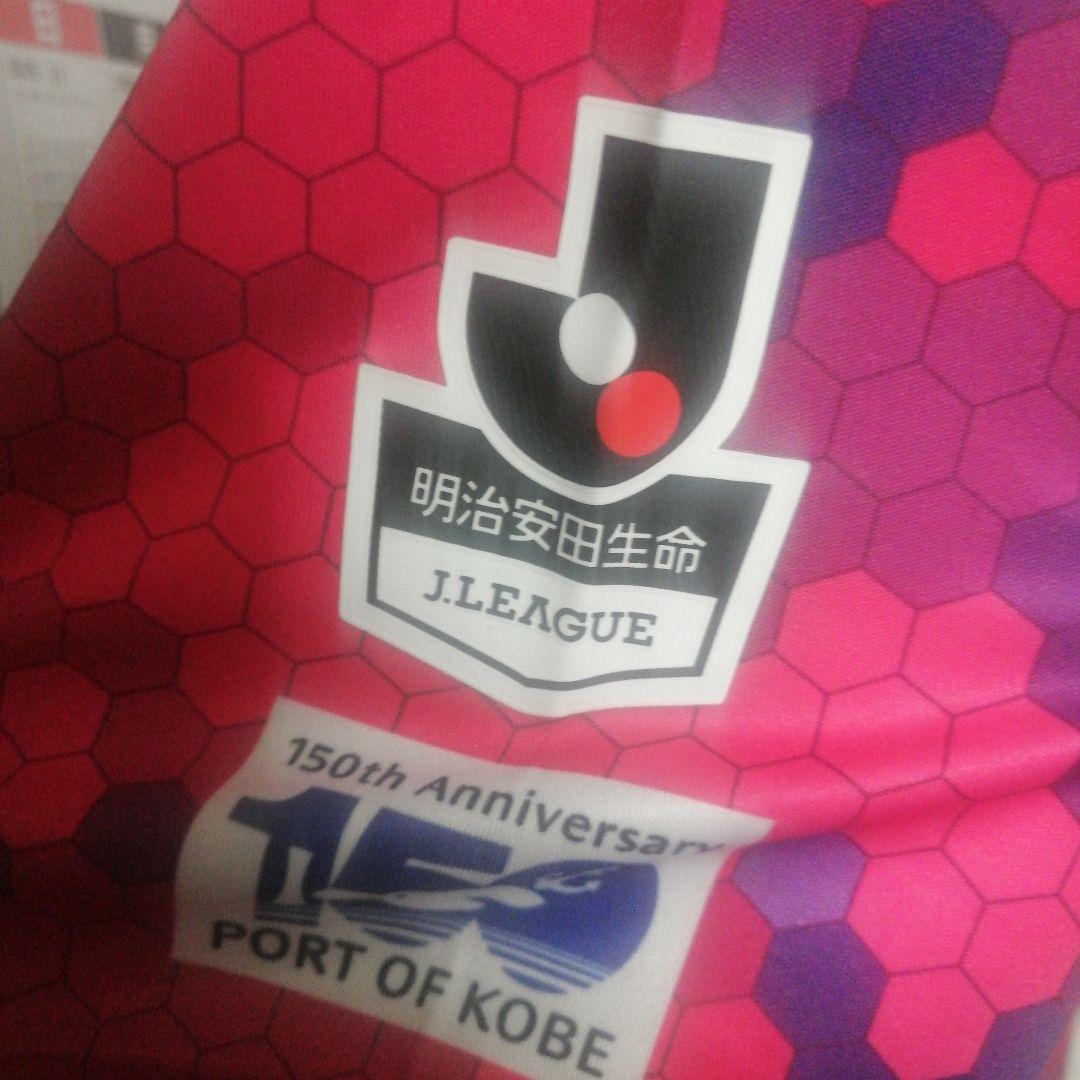 明治安田生命
J.LEAGUE
150th Anniversary
150
PORT OF KOBE